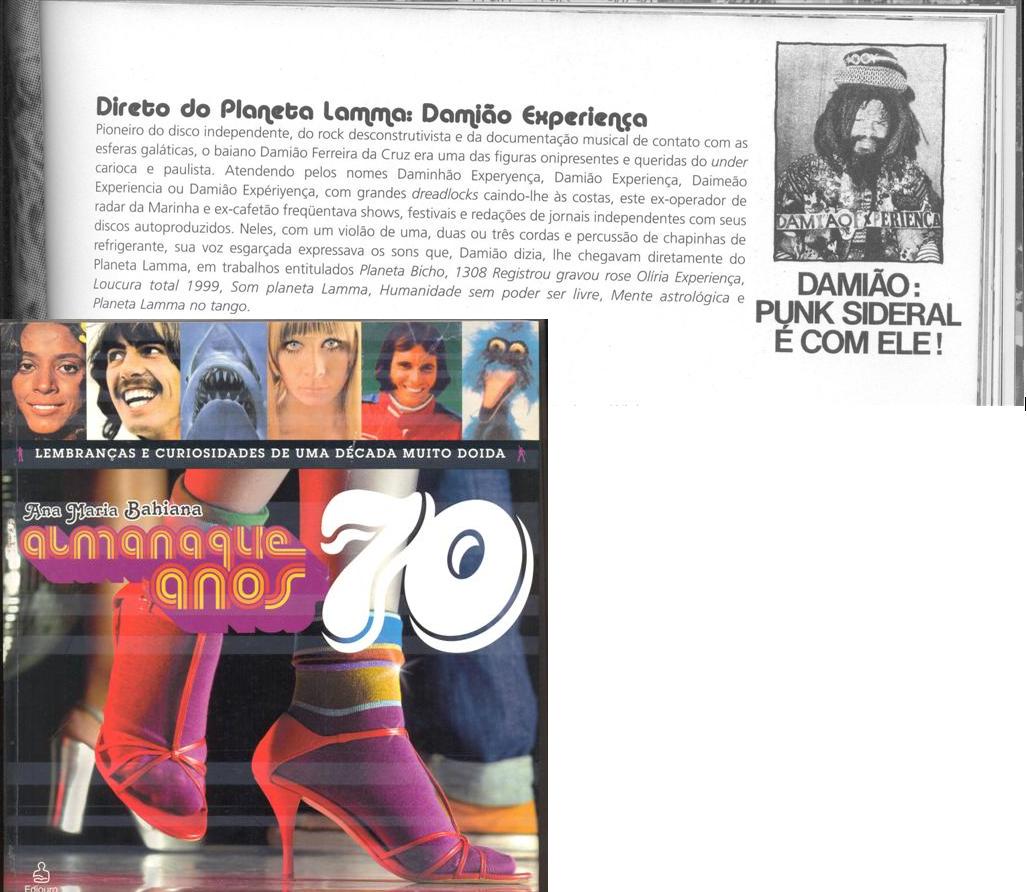 Direto do Planeta Lamma: Damião Experiença
Pioneiro do disco independente, do rock desconstrutivista e da documentação musical de contato com as
esferas galáticas, o baiano Damião Ferreira da Cruz era uma das figuras onipresentes e queridas do under
carioca e paulista. Atendendo pelos nomes Daminhão Experyença, Damião Experiença, Daimeão
Experiencia ou Damião Expériyença, com grandes dreadlocks caindo-lhe às costas, este ex-operador de
radar da Marinha e ex-cafetão freqüentava shows, festivais e redações de jornais independentes com seus
discos autoproduzidos. Neles, com um violão de uma, duas ou três cordas e percussão de chapinhas de
refrigerante, sua voz esgarçada expressava os sons que, Damião dizia, lhe chegavam diretamente do
Planeta Lamma, em trabalhos entitulados Planeta Bicho, 1308 Registrou gravou rose Olíria Experiença,
Loucura total 1999, Som planeta Lamma, Humanidade sem poder ser livre, Mente astrológica e
Planeta Lamma no tango.
DAMIAO EXPERIENÇA
DAMIÃO:
PUNK SIDERAL
É COM ELE!
LEMBRANÇAS E CURIOSIDADES DE UMA DÉCADA MUITO DOIDA
Ana Maria Bahiana
almanaque
anos 70
Ediouro